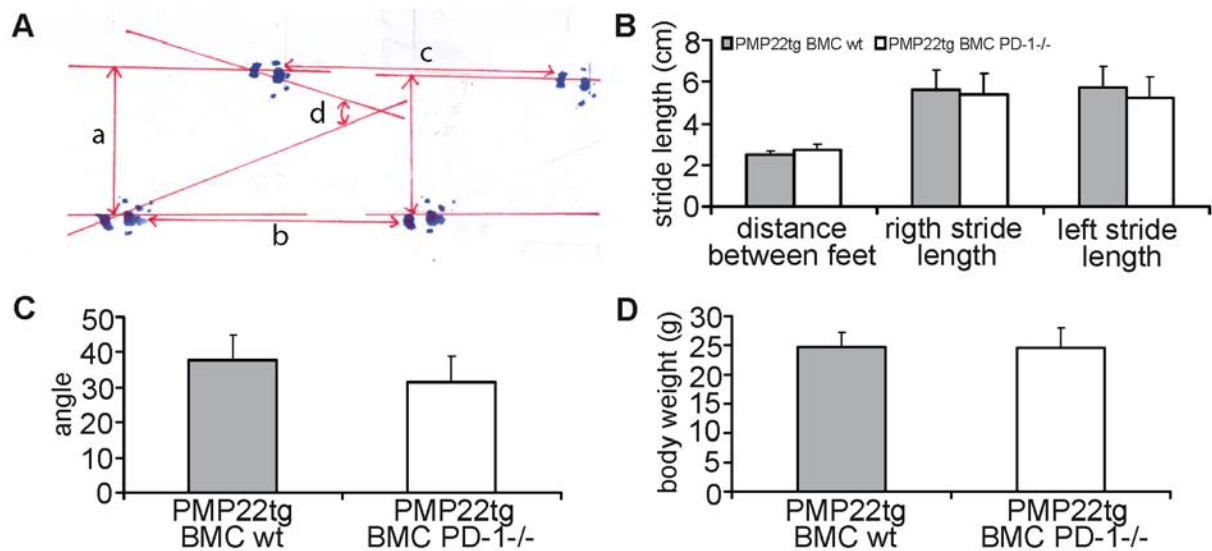 A
a
b
c
d
B
PMP22tg BMC wt PMP22tg BMC PD-1-/-
stride length (cm)
8
6
4
2
0
distance
between feet
rigth stride
length
left stride
length
C
angle
50
40
30
20
10
0
PMP22tg
BMC wt
PMP22tg
BMC PD-1-/-
D
body weight (g)
30
25
20
15
10
5
0
PMP22tg
BMC wt
PMP22tg
BMC PD-1-/-